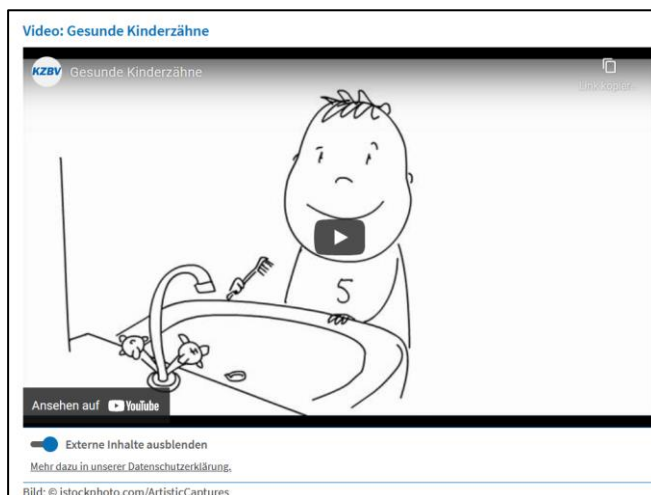 Video: Gesunde Kinderzähne
KZBV Gesunde Kinderzähne
Link kopier...
5
Ansehen auf YouTube
Externe Inhalte ausblenden
Mehr dazu in unserer Datenschutzerklärung.
Bild: © istockphoto.com/ArtisticCaptures